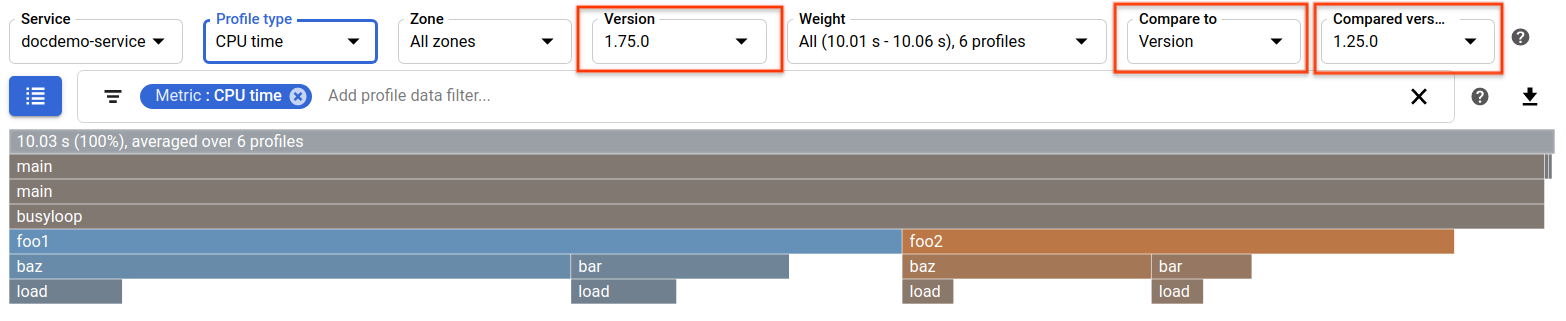 Service Profile type Zone Version Weight Compare to Compared vers...
docdemo-service CPU time All zones 1.75.0 All (10.01 s - 10.06 s), 6 profiles Version 1.25.0 ?
Metric : CPU time Add profile data filter... ?
10.03 s (100%), averaged over 6 profiles
main
main
busyloop
foo1 foo2
baz bar baz bar
load load load load